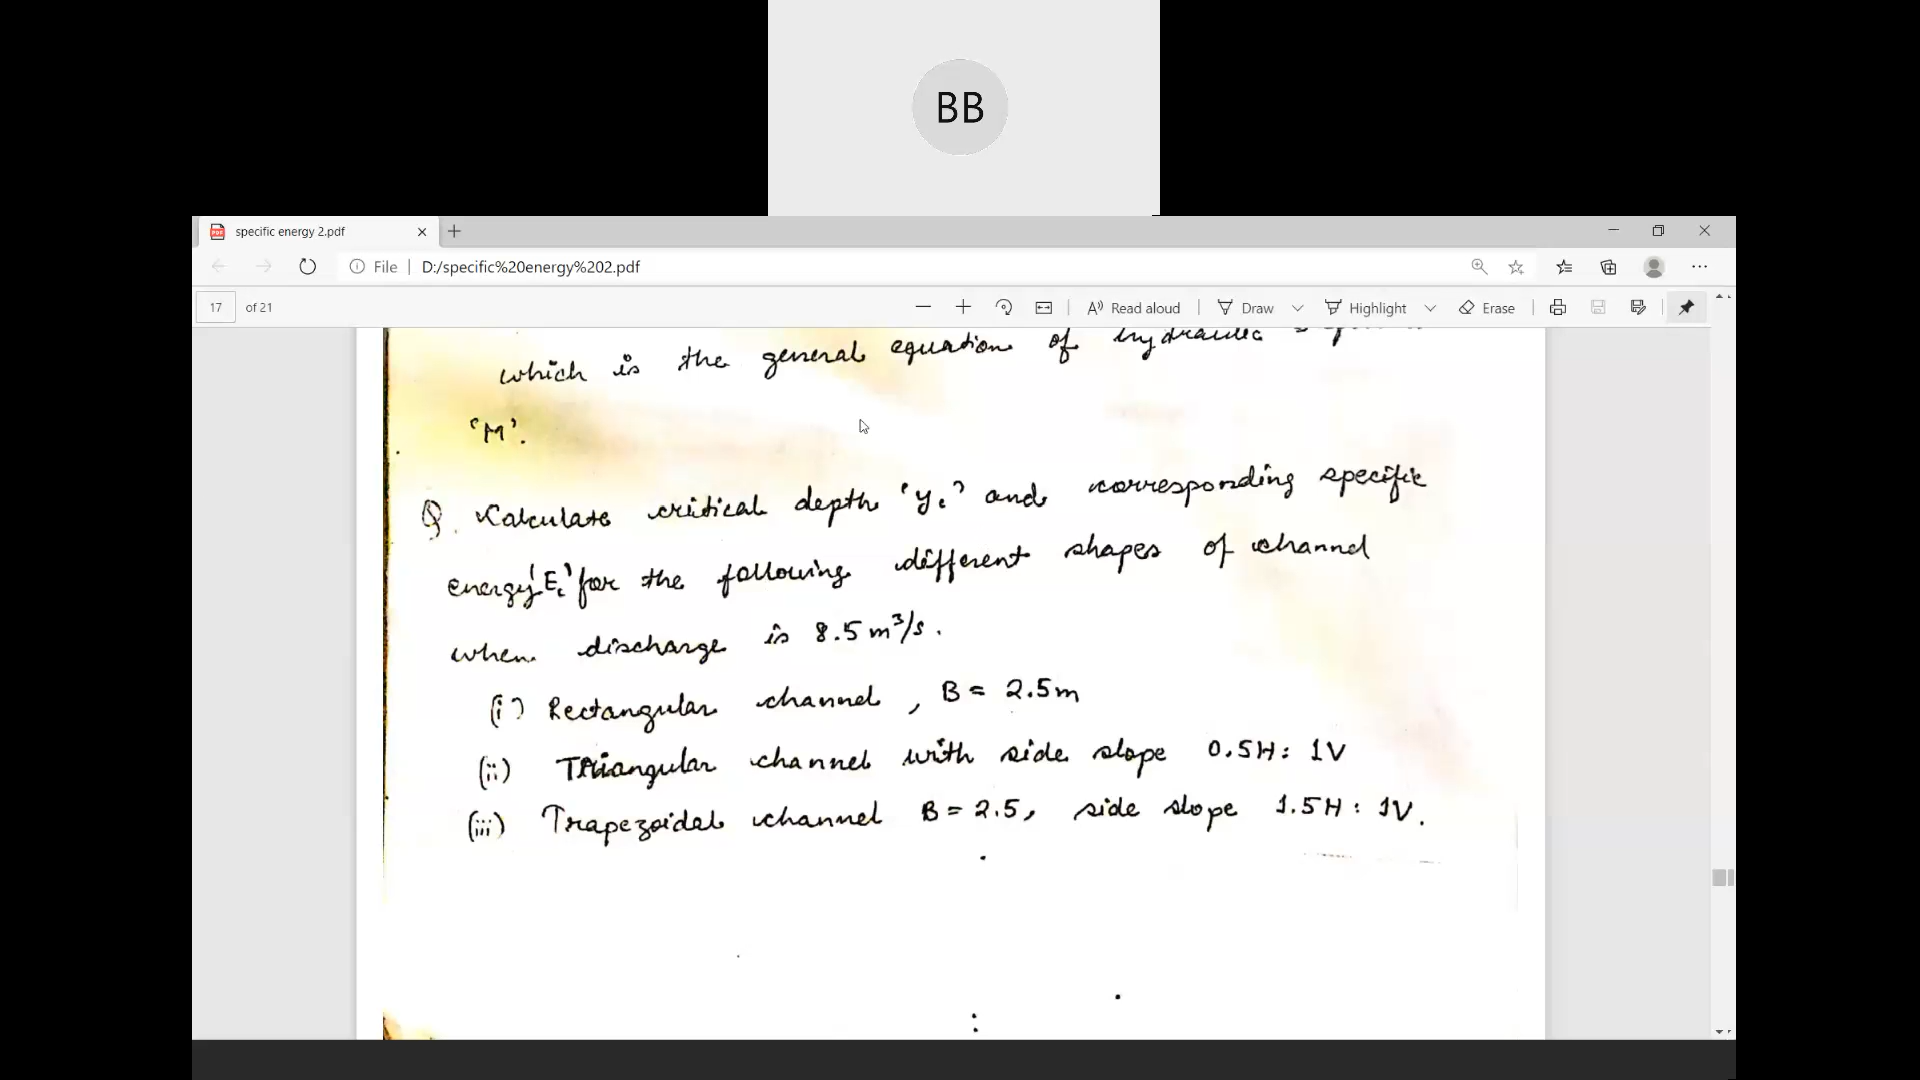 BB
specific energy 2.pdf
File | D:/specific%20energy%202.pdf
17 of 21
Read aloud
Draw
Highlight
Erase
which is the general equation of hydraulic
'M'.
Q. Calculate critical depth 'yc' and corresponding specific
energy 'Ec' for the following different shapes of channel
when discharge is 8.5 m³/s.
(i) Rectangular channel, B = 2.5m
(ii) Triangular channel with side slope 0.5H: 1V
(iii) Trapezoidal channel B = 2.5, side slope 1.5H: 1V.